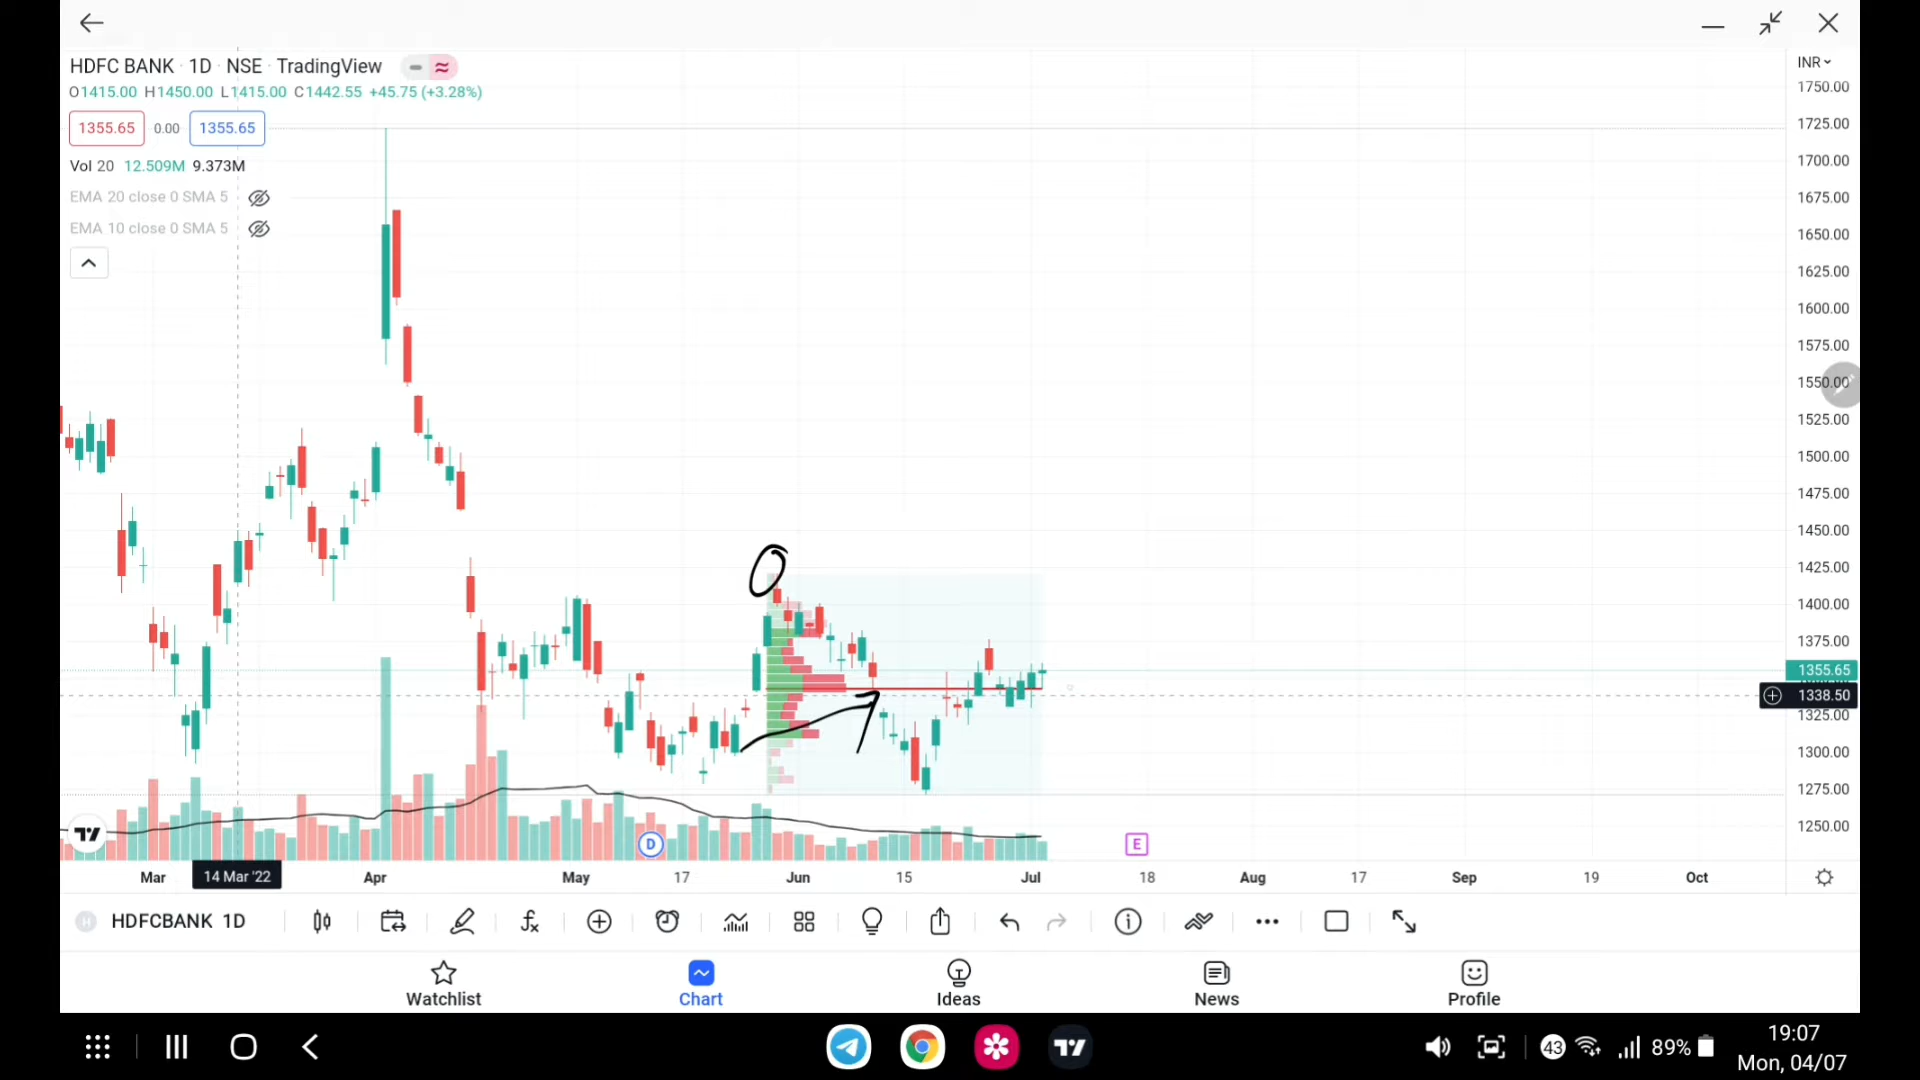 HDFC BANK · 1D · NSE · TradingView
O1415.00 H1450.00 L1415.00 C1442.55 +45.75 (+3.28%)
1355.65 0.00 1355.65
Vol 20 12.509M 9.373M
EMA 20 close 0 SMA 5
EMA 10 close 0 SMA 5
INR
1750.00
1725.00
1700.00
1675.00
1650.00
1625.00
1600.00
1575.00
1550.00
1525.00
1500.00
1475.00
1450.00
1425.00
1400.00
1375.00
1355.65
1338.50
1325.00
1300.00
1275.00
1250.00
D
E
Mar 14 Mar '22 Apr May 17 Jun 15 Jul 18 Aug 17 Sep 19 Oct
H HDFCBANK 1D
Watchlist Chart Ideas News Profile
43 89% 19:07
Mon, 04/07